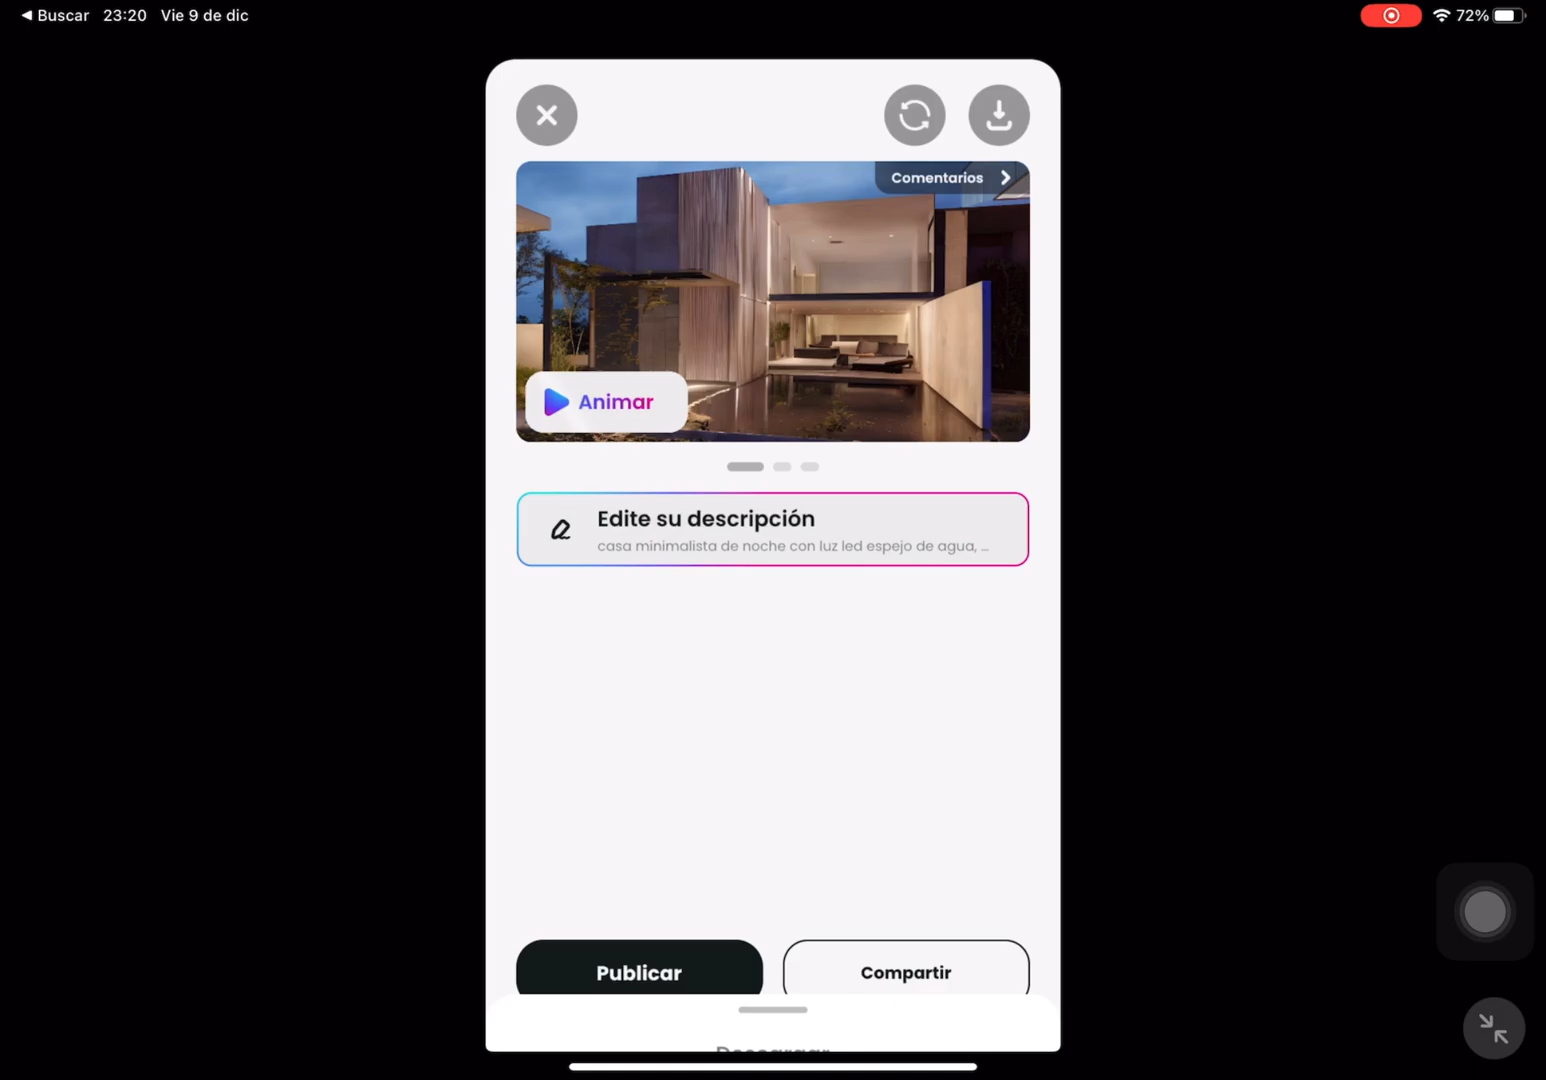 ◀ Buscar 23:20 Vie 9 de dic
72%
Comentarios
Animar
Edite su descripción
casa minimalista de noche con luz led espejo de agua, ...
Publicar
Compartir
Descargar